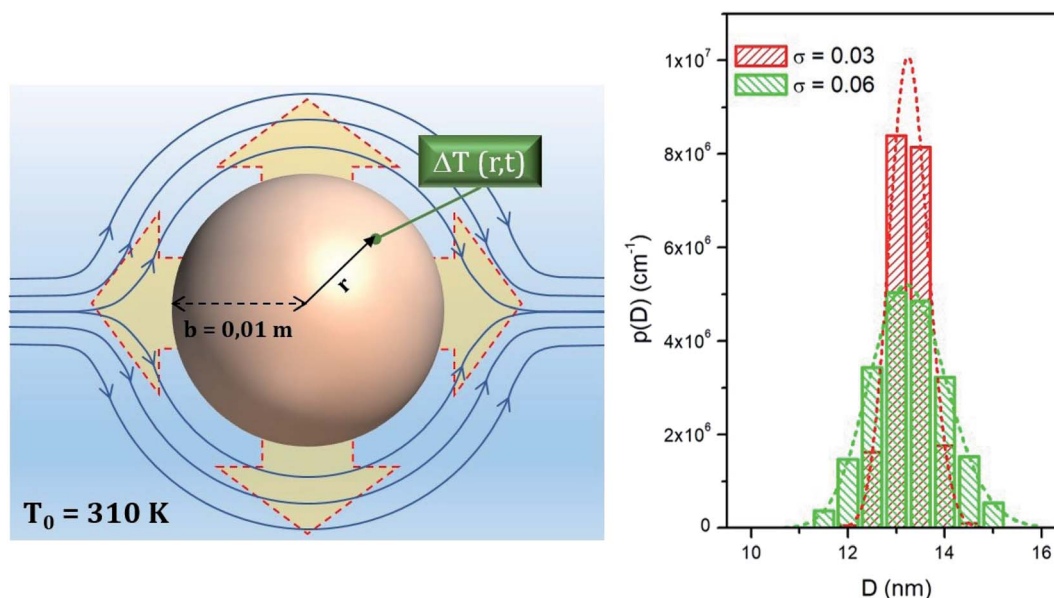 ΔT (r,t)
r
b = 0,01 m
T₀ = 310 K
p(D) (cm⁻¹)
1x10⁷
8x10⁶
6x10⁶
4x10⁶
2x10⁶
0
σ = 0.03
σ = 0.06
10 12 14 16
D (nm)